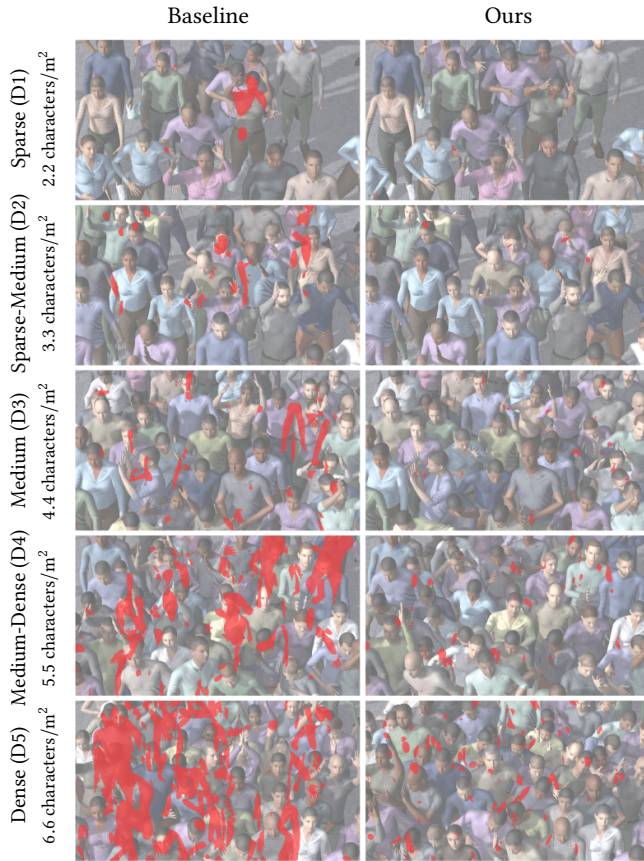 Baseline Ours
Sparse (D1)
2.2 characters/m²
Sparse-Medium (D2)
3.3 characters/m²
Medium (D3)
4.4 characters/m²
Medium-Dense (D4)
5.5 characters/m²
Dense (D5)
6.6 characters/m²